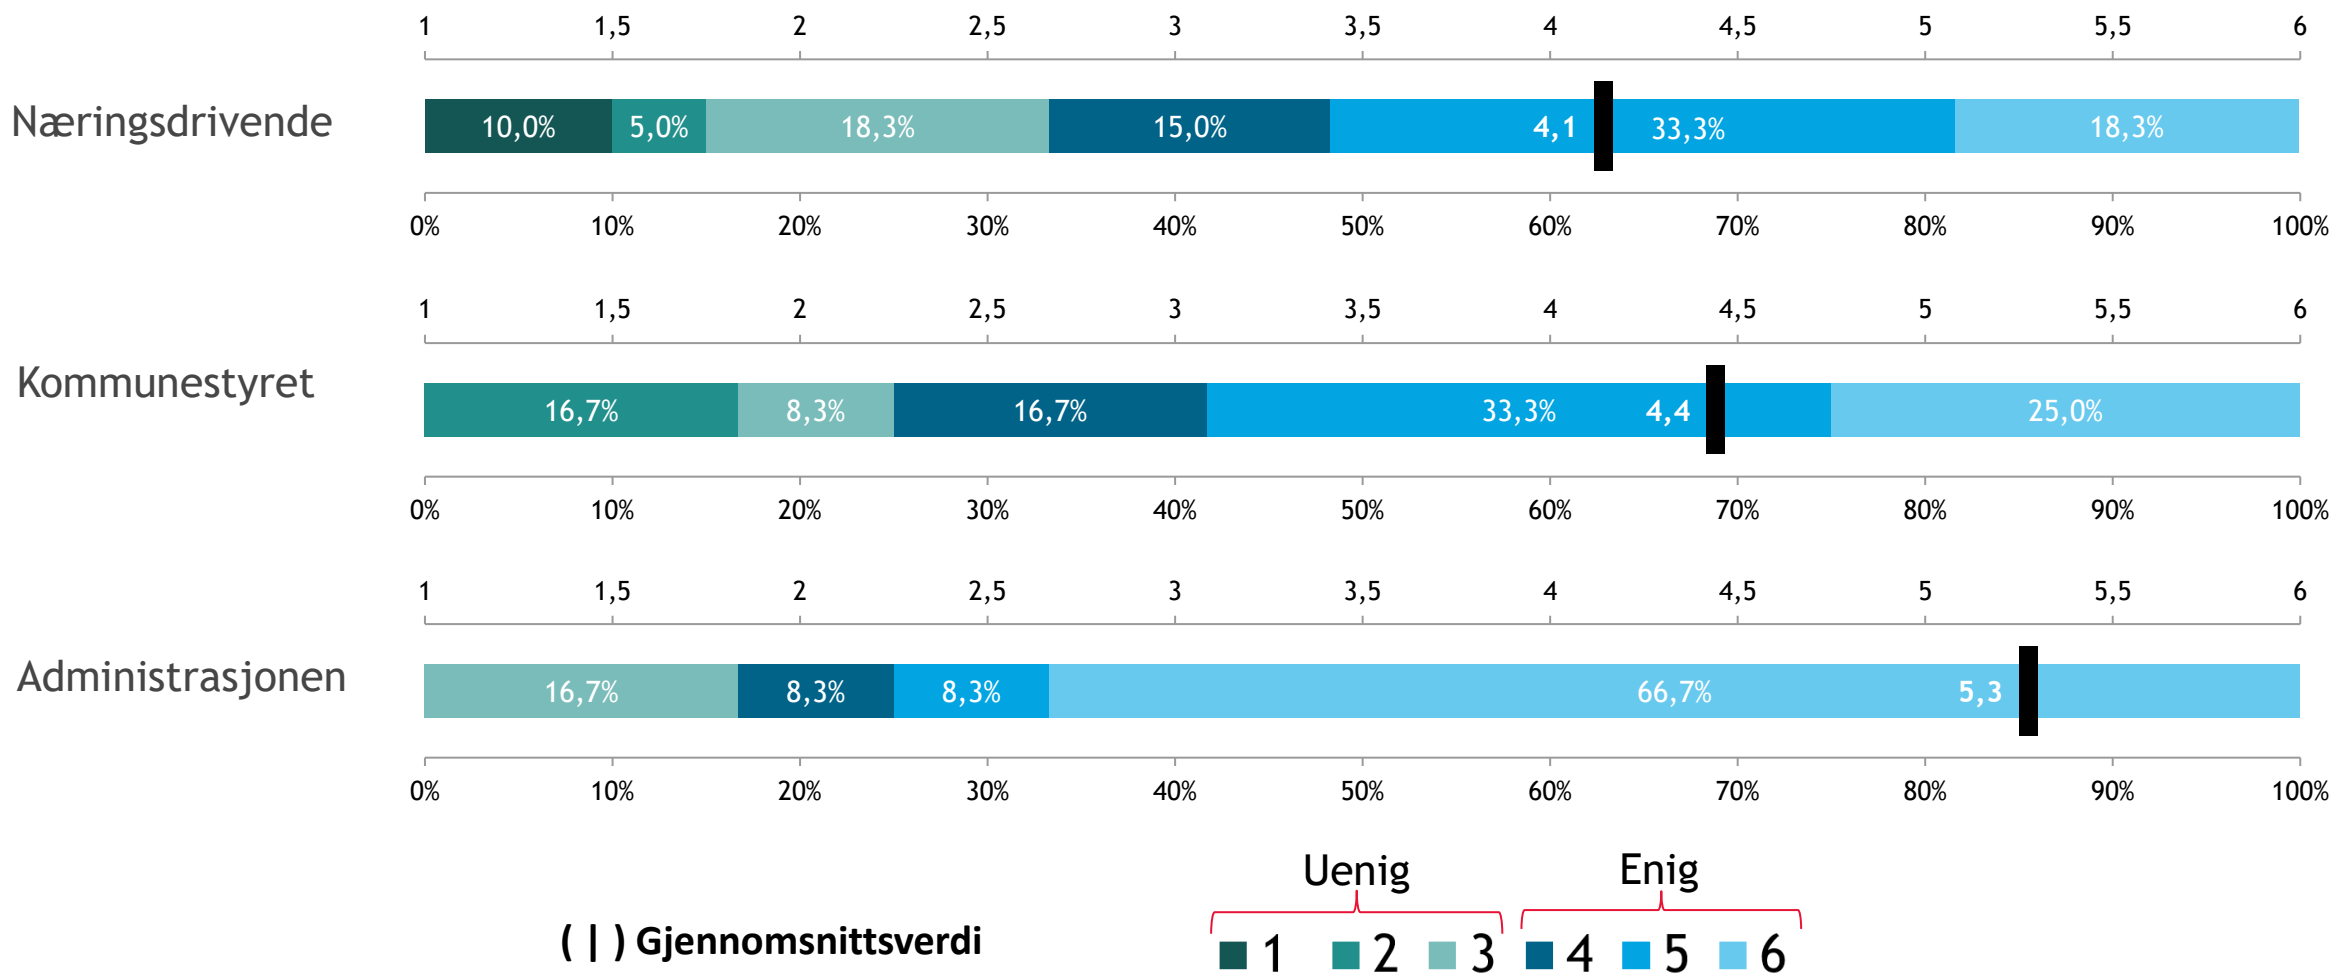 1 1,5 2 2,5 3 3,5 4 4,5 5 5,5 6
Næringsdrivende 10,0% 5,0% 18,3% 15,0% 4,1 33,3% 18,3%
0% 10% 20% 30% 40% 50% 60% 70% 80% 90% 100%
1 1,5 2 2,5 3 3,5 4 4,5 5 5,5 6
Kommunestyret 16,7% 8,3% 16,7% 33,3% 4,4 25,0%
0% 10% 20% 30% 40% 50% 60% 70% 80% 90% 100%
1 1,5 2 2,5 3 3,5 4 4,5 5 5,5 6
Administrasjonen 16,7% 8,3% 8,3% 66,7% 5,3
0% 10% 20% 30% 40% 50% 60% 70% 80% 90% 100%
Uenig Enig
( | ) Gjennomsnittsverdi 1 2 3 4 5 6